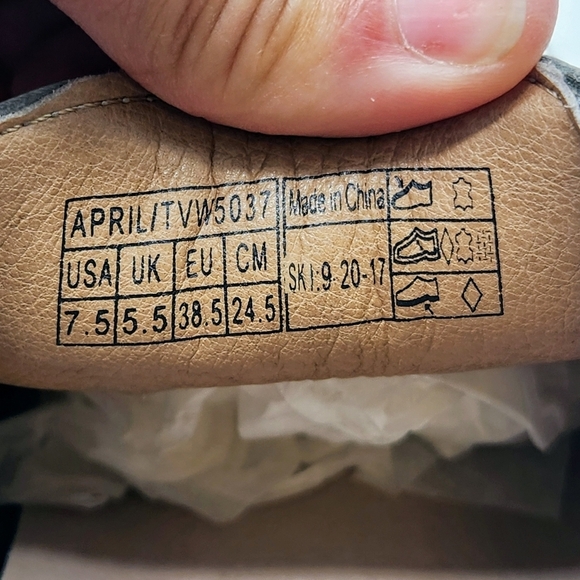 APRIL/TVW5037
Made in China
USA UK EU CM
SKI:9-20-17
7.5 5.5 38.5 24.5